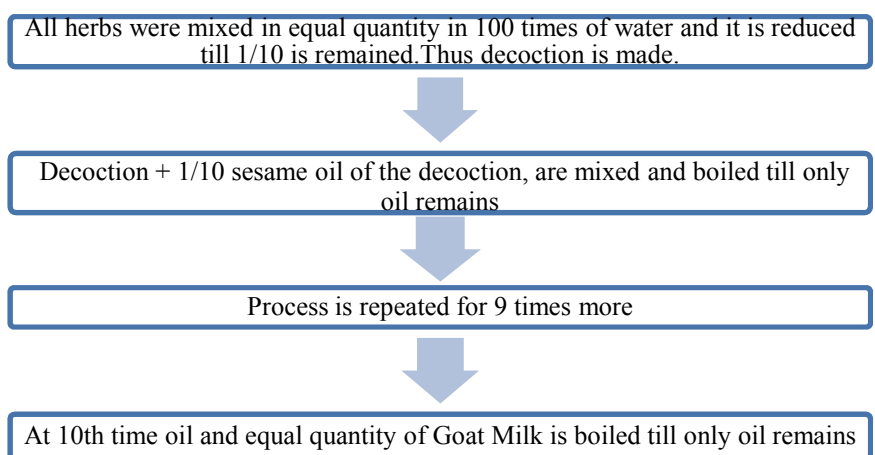 All herbs were mixed in equal quantity in 100 times of water and it is reduced
till 1/10 is remained.Thus decoction is made.
Decoction + 1/10 sesame oil of the decoction, are mixed and boiled till only
oil remains
Process is repeated for 9 times more
At 10th time oil and equal quantity of Goat Milk is boiled till only oil remains